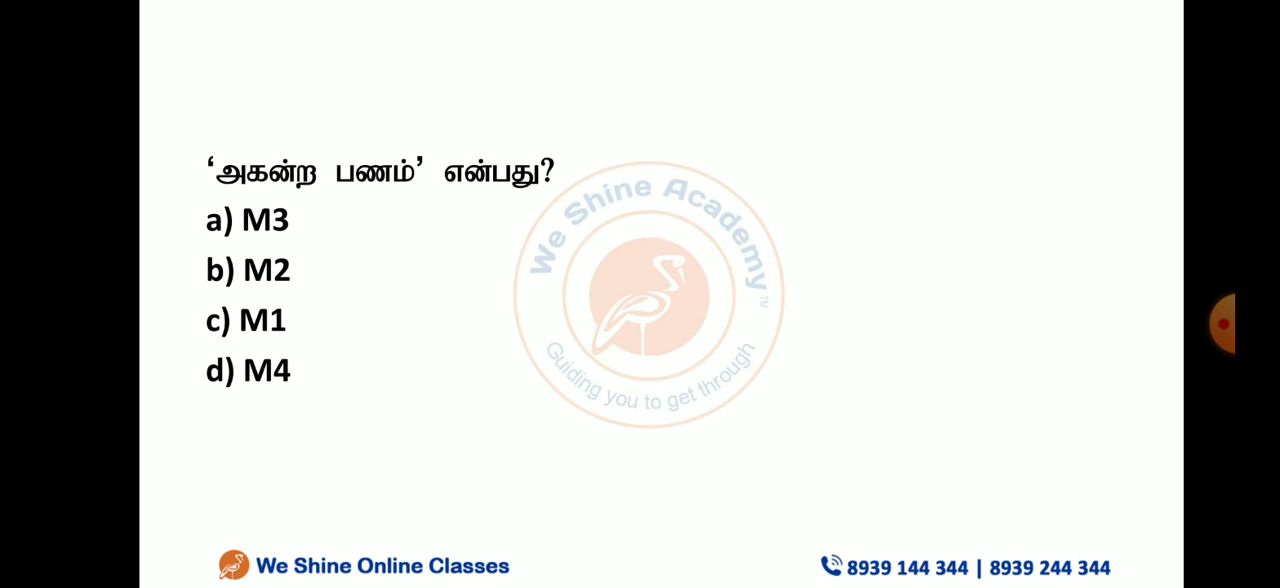 ‘அகன்ற பணம்’ என்பது?
a) M3
b) M2
c) M1
d) M4
We Shine Academy
TM
Guiding you to get through
We Shine Online Classes
8939 144 344 | 8939 244 344